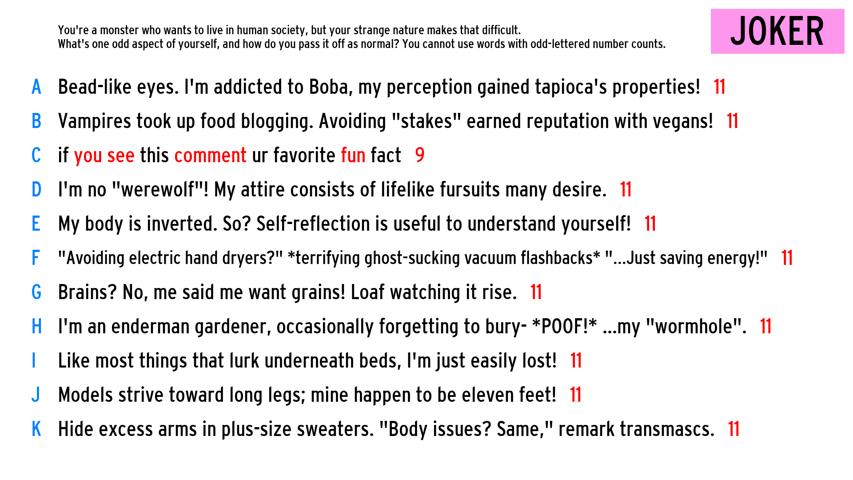 You're a monster who wants to live in human society, but your strange nature makes that difficult.
What's one odd aspect of yourself, and how do you pass it off as normal? You cannot use words with odd-lettered number counts.
JOKER
A Bead-like eyes. I'm addicted to Boba, my perception gained tapioca's properties! 11
B Vampires took up food blogging. Avoiding "stakes" earned reputation with vegans! 11
C if you see this comment ur favorite fun fact 9
D I'm no "werewolf"! My attire consists of lifelike fursuits many desire. 11
E My body is inverted. So? Self-reflection is useful to understand yourself! 11
F "Avoiding electric hand dryers?" *terrifying ghost-sucking vacuum flashbacks* "...Just saving energy!" 11
G Brains? No, me said me want grains! Loaf watching it rise. 11
H I'm an enderman gardener, occasionally forgetting to bury- *POOF!* ...my "wormhole". 11
I Like most things that lurk underneath beds, I'm just easily lost! 11
J Models strive toward long legs; mine happen to be eleven feet! 11
K Hide excess arms in plus-size sweaters. "Body issues? Same," remark transmascs. 11